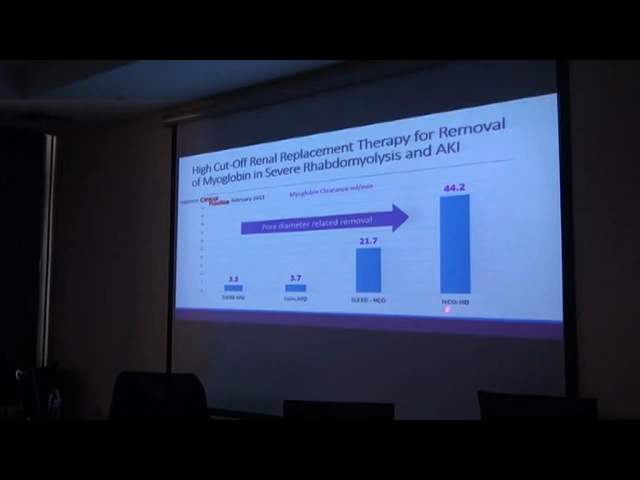 High Cut-Off Renal Replacement Therapy for Removal
of Myoglobin in Severe Rhabdomyolysis and AKI
Clinical
Practice February 2013
Myoglobin Clearance ml/min
Pore diameter related removal
3.3
3.7
21.7
44.2
SLEDD - HCO
HCO-HD